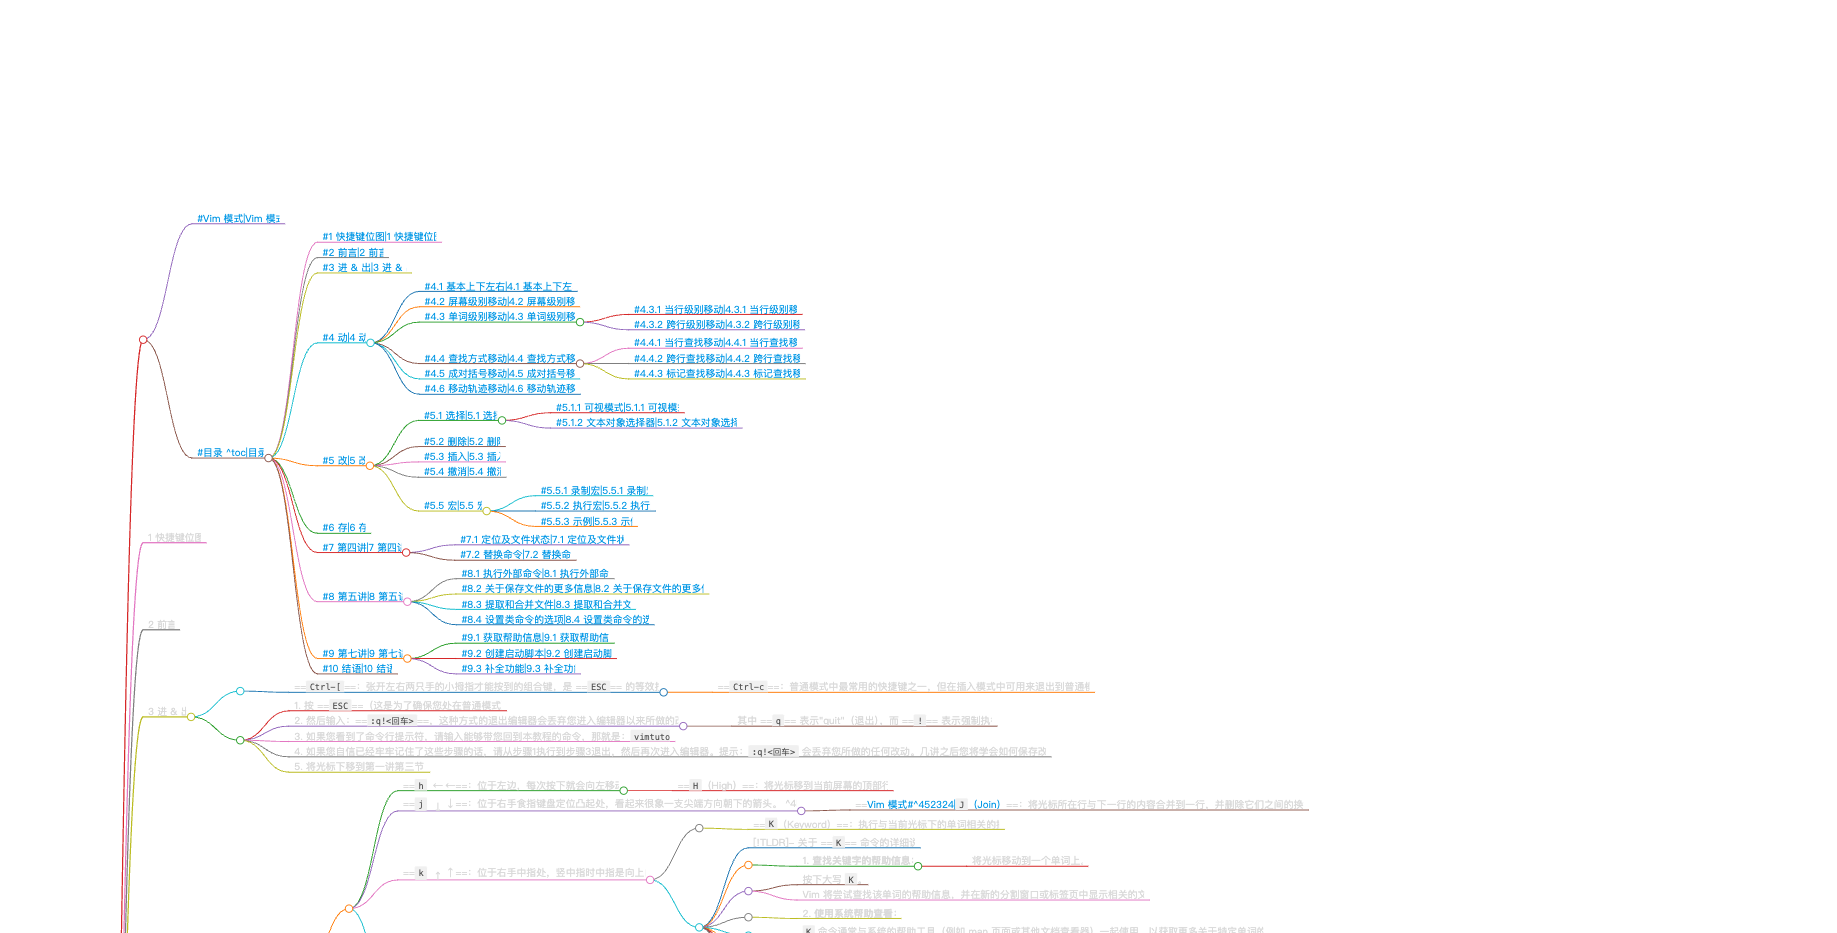 #Vim 模式|Vim 模
#1 快捷键位图|1 快捷键位
#2 前言|2 前
#3 进 & 出|3 进 &
#4.1 基本上下左右|4.1 基本上下左
#4.2 屏幕级别移动|4.2 屏幕级别移
#4.3 单词级别移动|4.3 单词级别移
#4.3.1 当行级别移动|4.3.1 当行级别移
#4.3.2 跨行级别移动|4.3.2 跨行级别移
#4 动|4 动
#4.4 查找方式移动|4.4 查找方式移
#4.4.1 当行查找移动|4.4.1 当行查找移
#4.4.2 跨行查找移动|4.4.2 跨行查找移
#4.4.3 标记查找移动|4.4.3 标记查找移
#4.5 成对括号移动|4.5 成对括号移
#4.6 移动轨迹移动|4.6 移动轨迹移
#5.1 选择|5.1 选择
#5.1.1 可视模式|5.1.1 可视模
#5.1.2 文本对象选择器|5.1.2 文本对象选择
#目录 ^toc|目录
#5 改|5 改
#5.2 删除|5.2 删
#5.3 插入|5.3 插
#5.4 撤消|5.4 撤消
#5.5 宏|5.5
#5.5.1 录制宏|5.5.1 录制
#5.5.2 执行宏|5.5.2 执行
#5.5.3 示例|5.5.3 示
#6 存|6 存
#7 第四讲|7 第四
#7.1 定位及文件状态|7.1 定位及文件状
#7.2 替换命令|7.2 替换命
1 快捷键位
#8 第五讲|8 第五
#8.1 执行外部命令|8.1 执行外部命
#8.2 关于保存文件的更多信息|8.2 关于保存文件的更多
#8.3 提取和合并文件|8.3 提取和合并文
#8.4 设置类命令的选项|8.4 设置类命令的
2 前
#9 第七讲|9 第七
#9.1 获取帮助信息|9.1 获取帮助信
#9.2 创建启动脚本|9.2 创建启动脚
#9.3 补全功能|9.3 补全功
#10 结语|10 结
3 进 &
==Ctrl-[==：张开左右两只手的小拇指才能按到的组合键，是 ==ESC== 的等效
==Ctrl-c==：普通模式中最常用的快捷键之一，但在插入模式中可用来退出到普通
1. 按 ESC（这是为了确保您处在普通模式
2. 然后输入：==:q!<回车>==，这种方式的退出编辑器会丢弃您进入编辑器以来所做的
其中 ==q== 表示“quit”（退出），而 ==!== 表示强制执
3. 如果您看到了命令行提示符，请输入能够带您回到本教程的命令，那就是：vimtuto
4. 如果您自信已经牢牢记住了这些步骤的话，请从步骤1执行到步骤3退出，然后再次进入编辑器。提示：:q!<回车> 会丢弃您所做的任何改动。几讲之后您将学会如何保存改
5. 将光标下移到第一讲第三节
==h ← ←==：位于左边，每次按下就会向左移
==H（High）==：将光标移到当前屏幕的顶部
==j ↓ ↓==：位于右手食指键盘定位凸起处，看起来很象一支尖端方向朝下的箭头。 ^4
==Vim 模式#^452324|J（Join）==：将光标所在行与下一行的内容合并到一行，并删除它们之间的换
==k ↑ ↑==：位于右手中指处，竖中指时中指是向上
==K（Keyword）==：执行与当前光标下的单词相关的
[!TLDR]- 关于 ==K== 命令的详细
1. 查找关键字的帮助信息：
将光标移动到一个单词上。
按下大写 K。
Vim 将尝试查找该单词的帮助信息，并在新的分割窗口或标签页中显示相关的
2. 使用系统帮助查看：
K 命令通常与系统的帮助工具（例如 man 页面或其他文档查看器）一起使用，以获取更多关于特定单词的